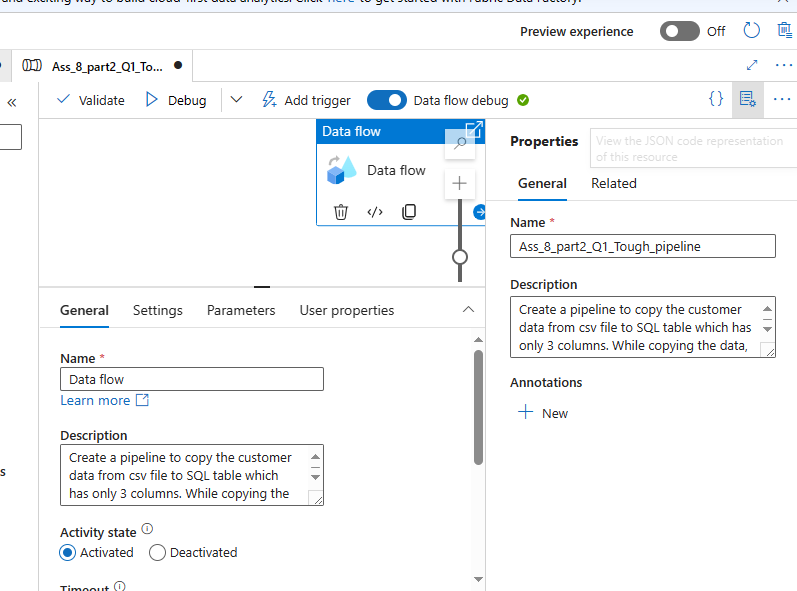 and exciting way to build cloud-first data analytics. Click here to get started with Fabric Data Factory.
Preview experience
Off
Ass_8_part2_Q1_To...
Validate
Debug
Add trigger
Data flow debug
Data flow
Data flow
Properties
View the JSON code representation
of this resource
General
Related
Name *
Ass_8_part2_Q1_Tough_pipeline
Description
Create a pipeline to copy the customer
data from csv file to SQL table which has
only 3 columns. While copying the data,
Annotations
New
General
Settings
Parameters
User properties
Name *
Data flow
Learn more
Description
Create a pipeline to copy the customer
data from csv file to SQL table which
has only 3 columns. While copying the
s
Activity state
Activated
Deactivated
Timeout